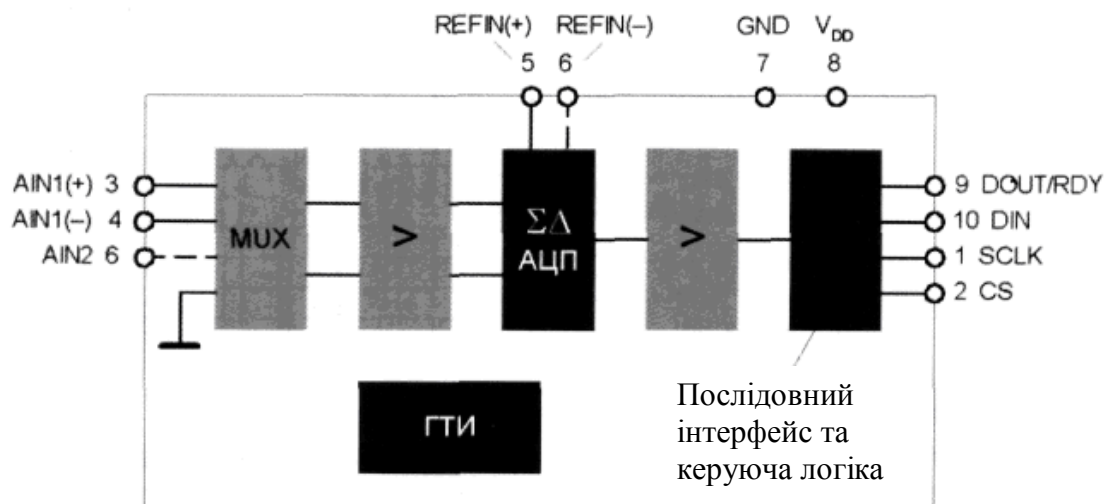 REFIN(+) REFIN(–) GND VDD
5 6 7 8
AIN1(+) 3
AIN1(–) 4
AIN2 6
MUX
>
ΣΔ
АЦП
>
9 DOUT/RDY
10 DIN
1 SCLK
2 CS
ГТИ
Послідовний
інтерфейс та
керуюча логіка